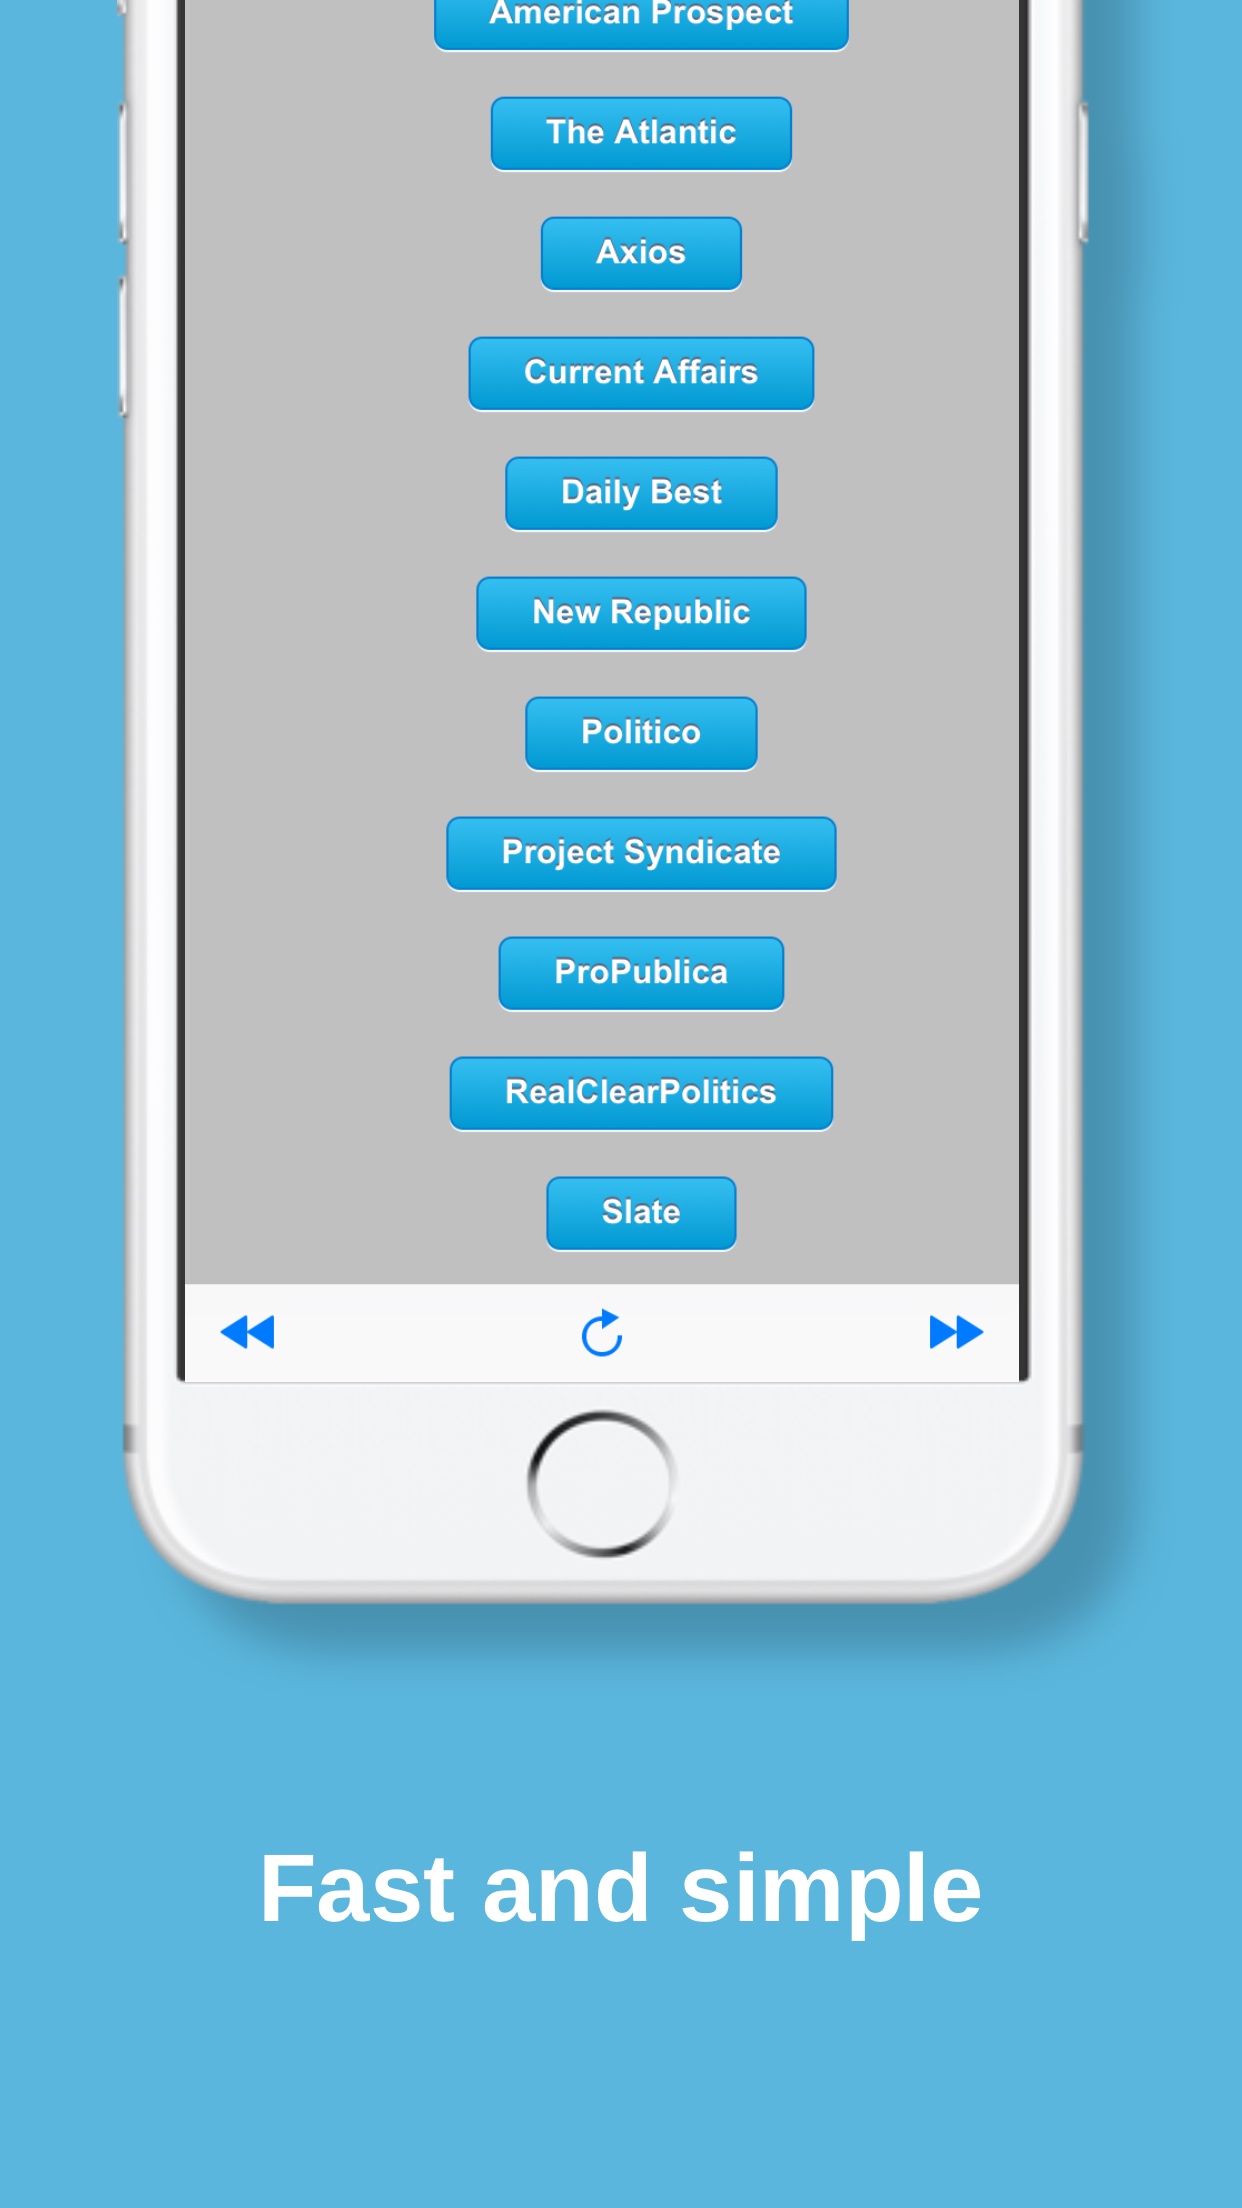 American Prospect
The Atlantic
Axios
Current Affairs
Daily Best
New Republic
Politico
Project Syndicate
ProPublica
RealClearPolitics
Slate
Fast and simple